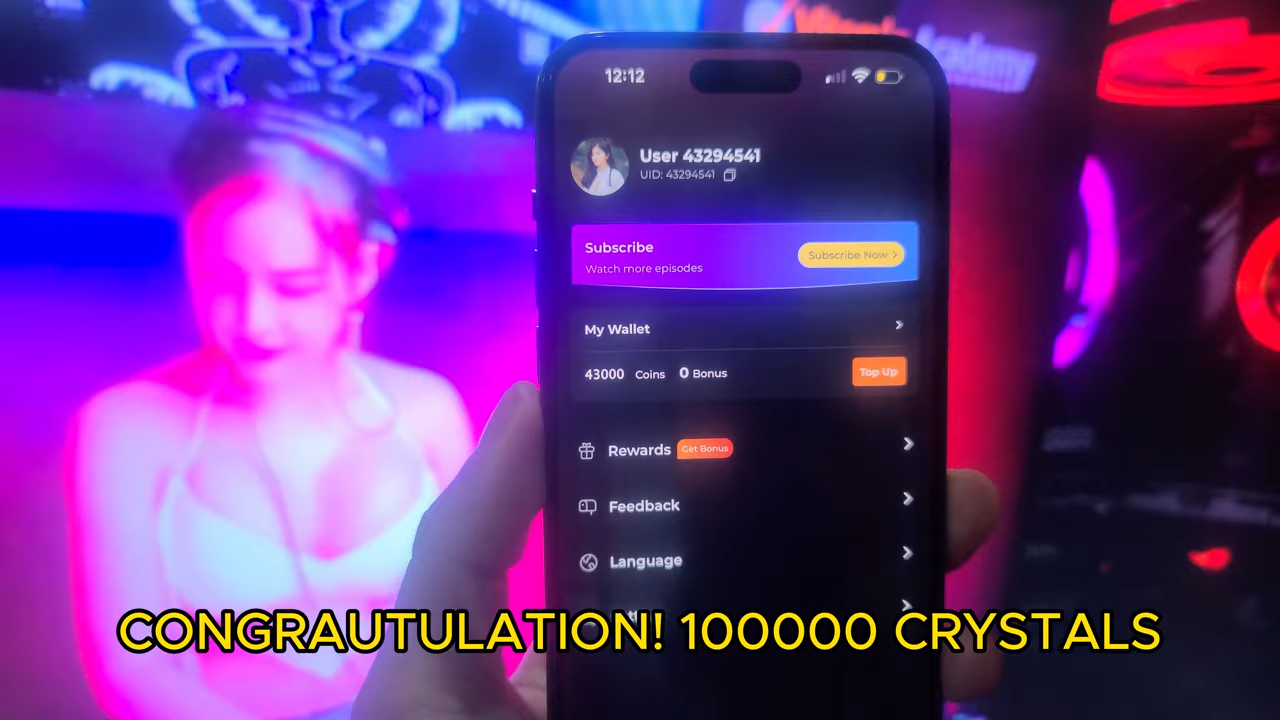 Academy
12:12
User 43294541
UID: 43294541
Subscribe
Watch more episodes
Subscribe Now
My Wallet
43000 Coins 0 Bonus
Top Up
Rewards Get Bonus
Feedback
Language
CONGRAUTULATION! 100000 CRYSTALS